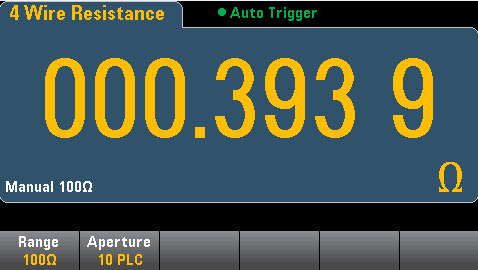 4 Wire Resistance
● Auto Trigger
000.393 9
Ω
Manual 100Ω
Range
100Ω
Aperture
10 PLC